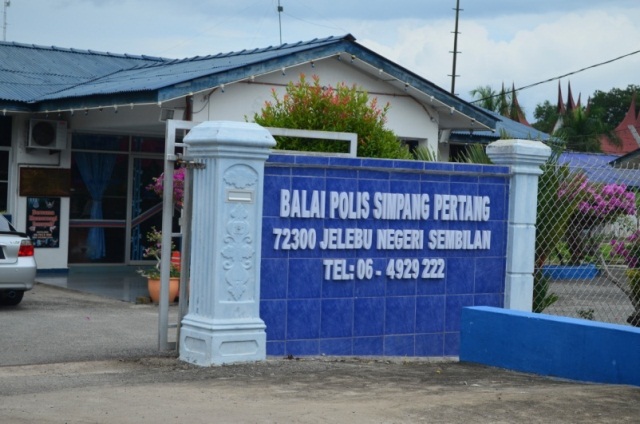 BALAI POLIS SIMPANG PERTANG
72300 JELEBU NEGERI SEMBILAN
TEL: 06 - 4929 222